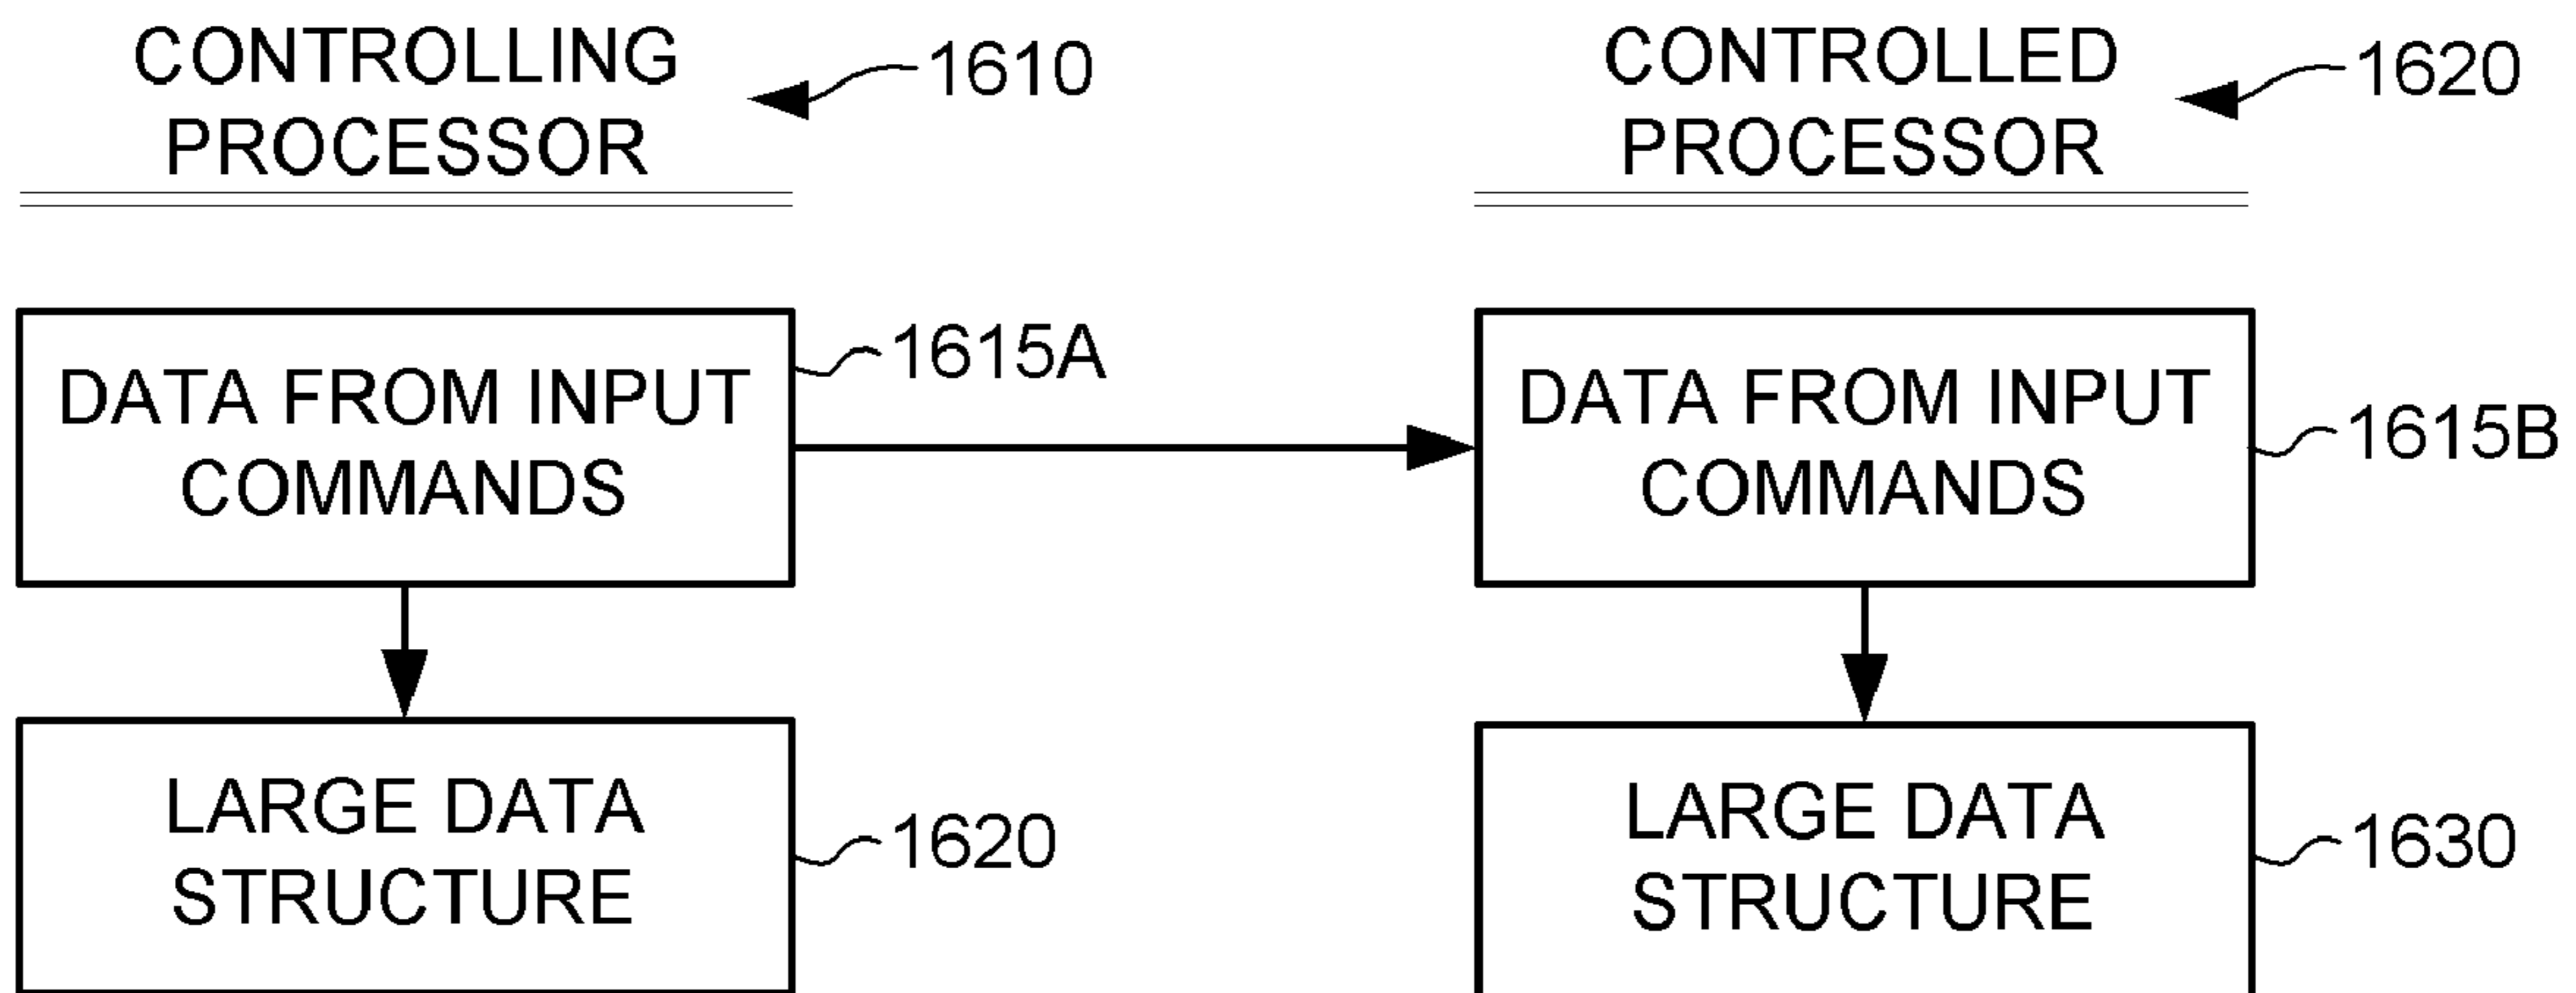 CONTROLLING
PROCESSOR
1610
CONTROLLED
PROCESSOR
1620
DATA FROM INPUT
COMMANDS
1615A
DATA FROM INPUT
COMMANDS
1615B
LARGE DATA
STRUCTURE
1620
LARGE DATA
STRUCTURE
1630